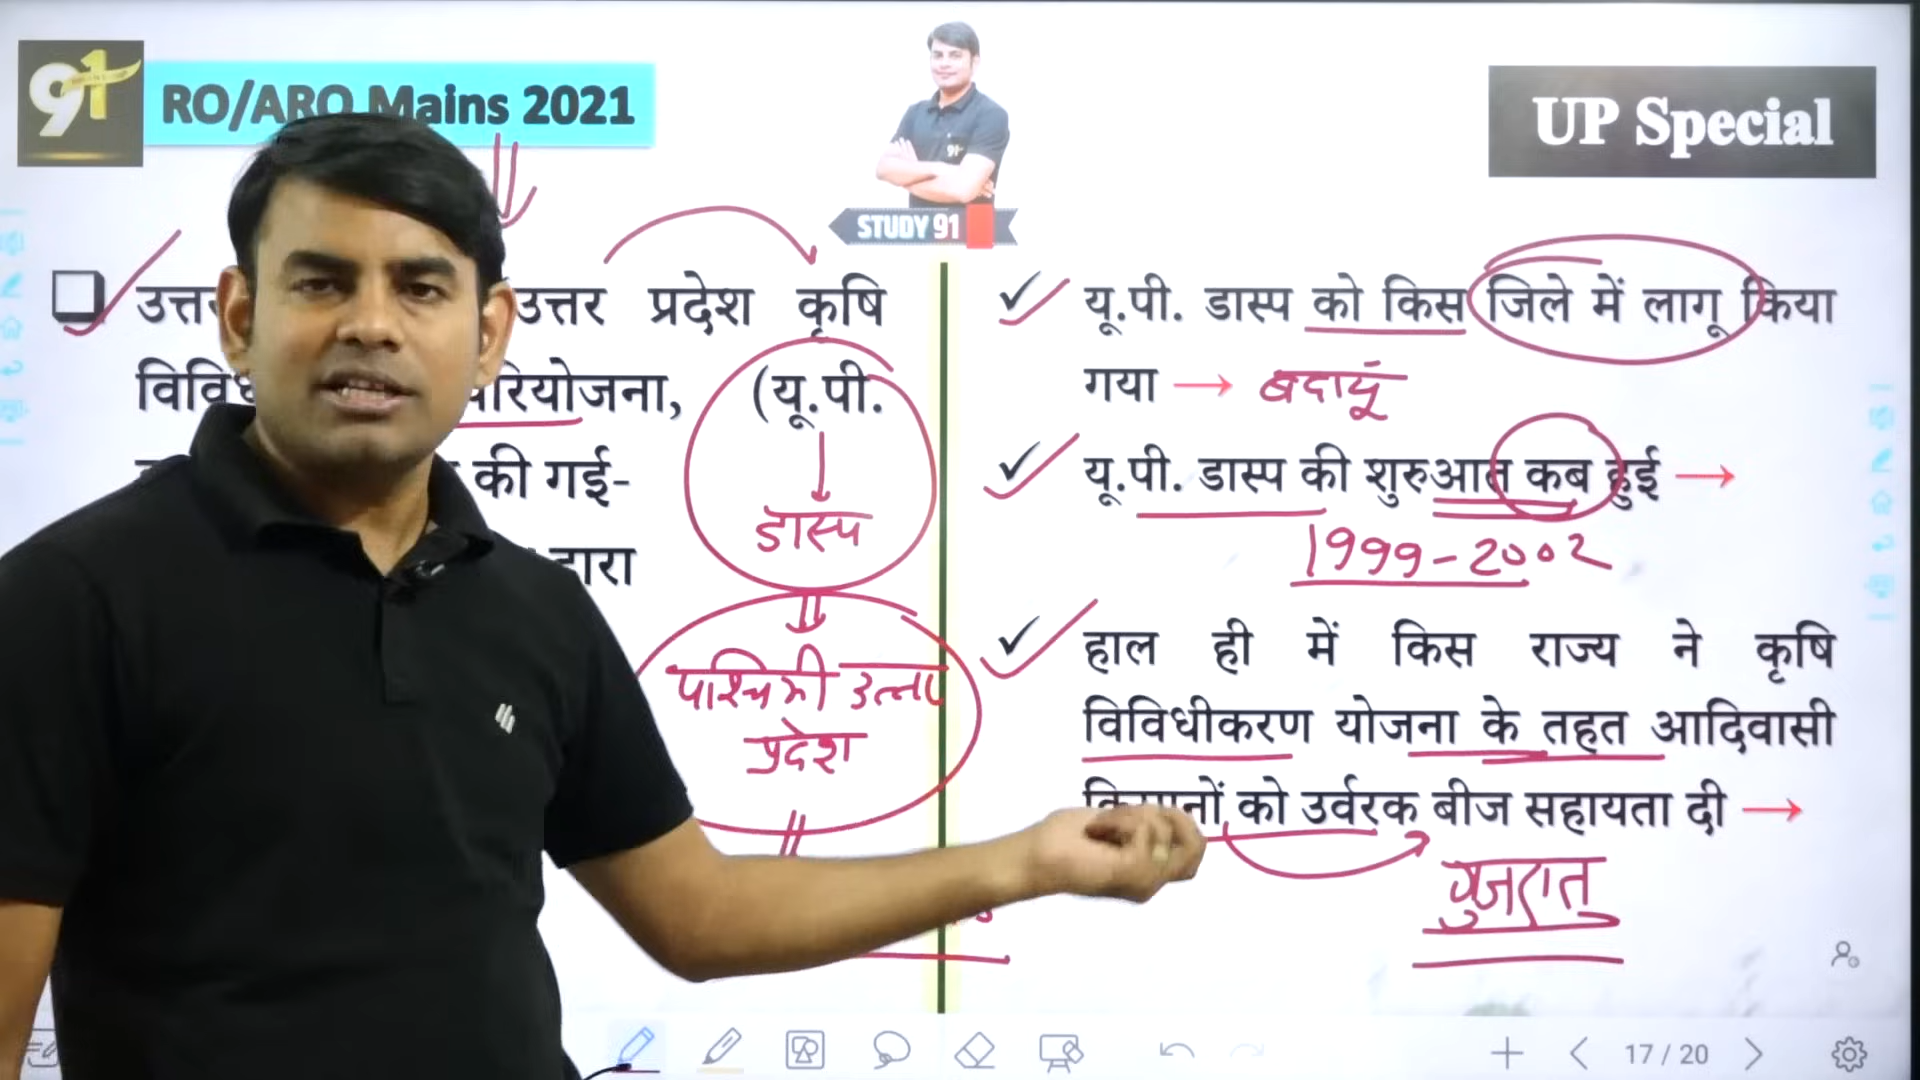 91
RO/ARO Mains 2021
STUDY 91
UP Special
उत्तर प्रदेश कृषि
परियोजना, (यू.पी.
की गई-
डास्प
द्वारा
पश्चिमी उत्तर
प्रदेश
यू.पी. डास्प को किस जिले में लागू किया
गया → बदायूं
यू.पी. डास्प की शुरुआत कब हुई →
1999-2002
हाल ही में किस राज्य ने कृषि
विविधीकरण योजना के तहत आदिवासी
किसानों को उर्वरक बीज सहायता दी →
गुजरात
17 / 20